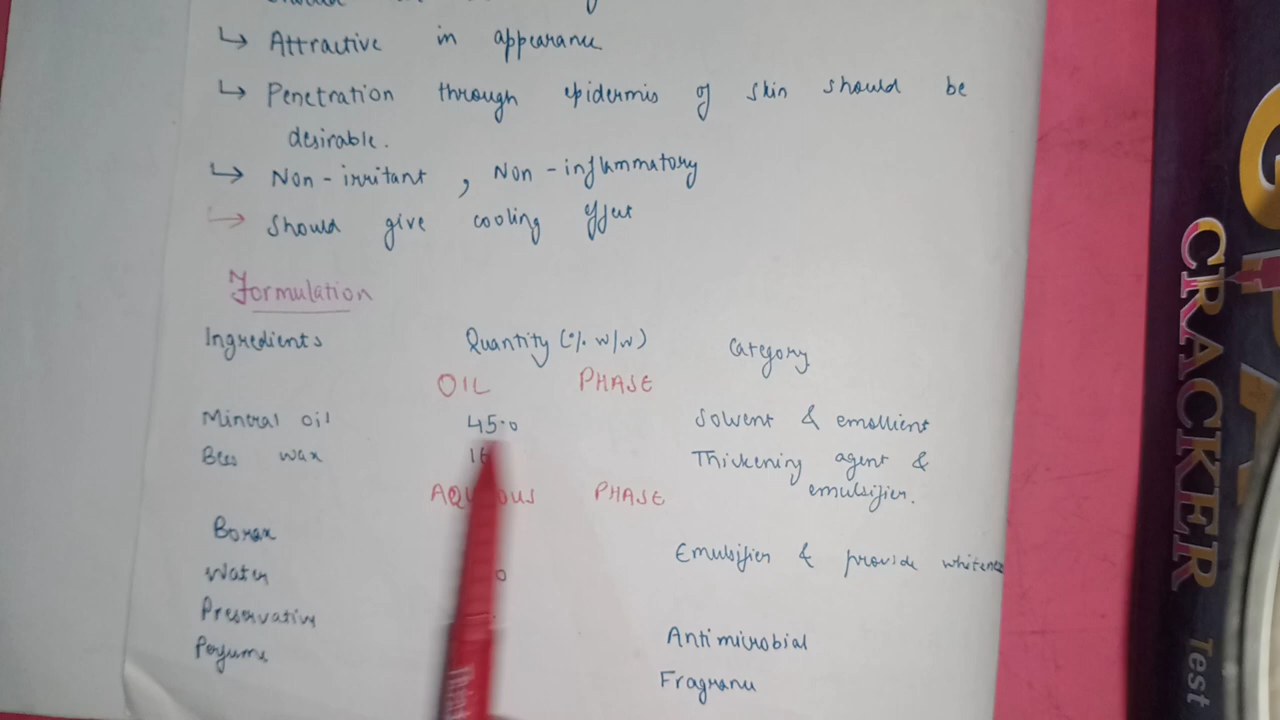 ↳ Attractive in appearance
↳ Penetration through epidermis of skin should be
desirable.
↳ Non-irritant , Non-inflammatory
↳ Should give cooling effect
Formulation
Ingredients Quantity (% w/w) Category
OIL PHASE
Mineral oil 45.0 Solvent & emollient
Bees wax Thickening agent &
emulsifier.
PHASE
Borax Emulsifier & provide
Water
Preservative Antimicrobial
Perfume Fragrance
CRACKER
Test